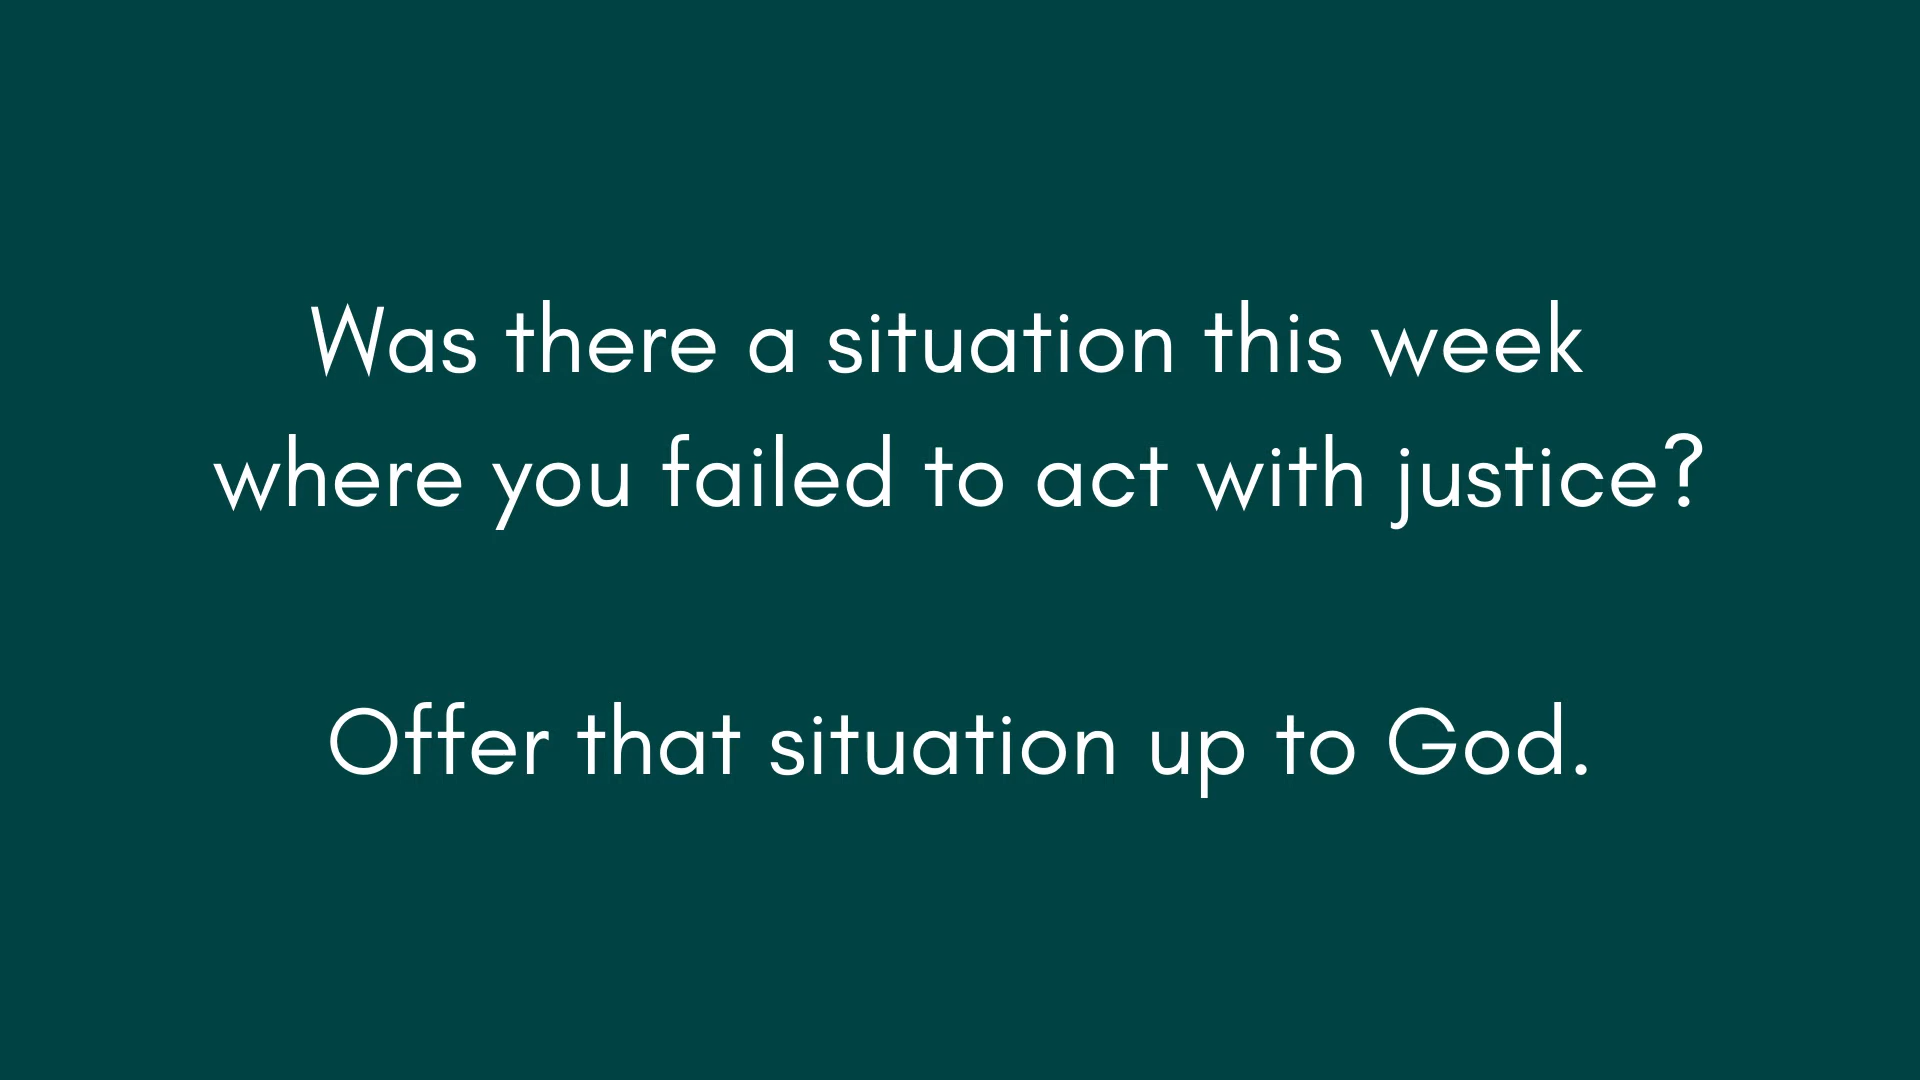 Was there a situation this week
where you failed to act with justice?
Offer that situation up to God.